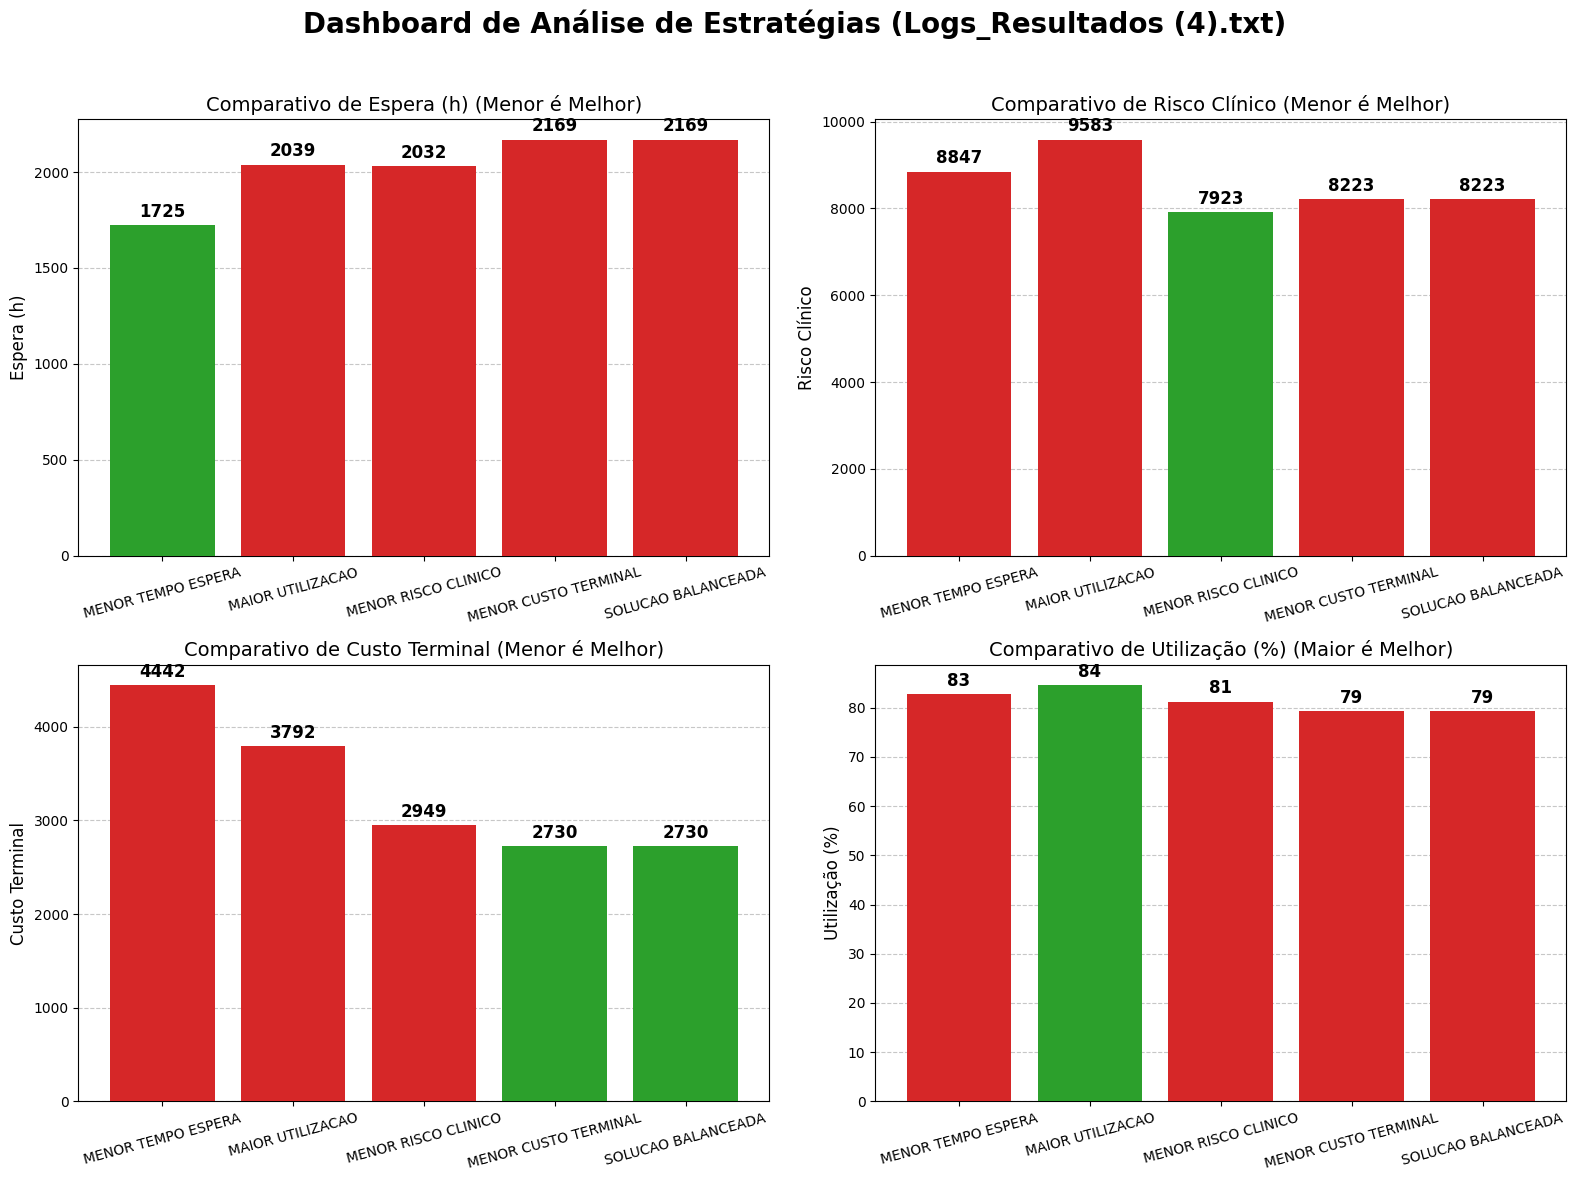 Dashboard de Análise de Estratégias (Logs_Resultados (4).txt)
Comparativo de Espera (h) (Menor é Melhor)
Espera (h)
2000
1500
1000
500
0
1725
2039
2032
2169
2169
MENOR TEMPO ESPERA
MAIOR UTILIZACAO
MENOR RISCO CLINICO
MENOR CUSTO TERMINAL
SOLUCAO BALANCEADA
Comparativo de Risco Clínico (Menor é Melhor)
Risco Clínico
10000
8000
6000
4000
2000
0
8847
9583
7923
8223
8223
MENOR TEMPO ESPERA
MAIOR UTILIZACAO
MENOR RISCO CLINICO
MENOR CUSTO TERMINAL
SOLUCAO BALANCEADA
Comparativo de Custo Terminal (Menor é Melhor)
Custo Terminal
4000
3000
2000
1000
0
4442
3792
2949
2730
2730
MENOR TEMPO ESPERA
MAIOR UTILIZACAO
MENOR RISCO CLINICO
MENOR CUSTO TERMINAL
SOLUCAO BALANCEADA
Comparativo de Utilização (%) (Maior é Melhor)
Utilização (%)
80
70
60
50
40
30
20
10
0
83
84
81
79
79
MENOR TEMPO ESPERA
MAIOR UTILIZACAO
MENOR RISCO CLINICO
MENOR CUSTO TERMINAL
SOLUCAO BALANCEADA